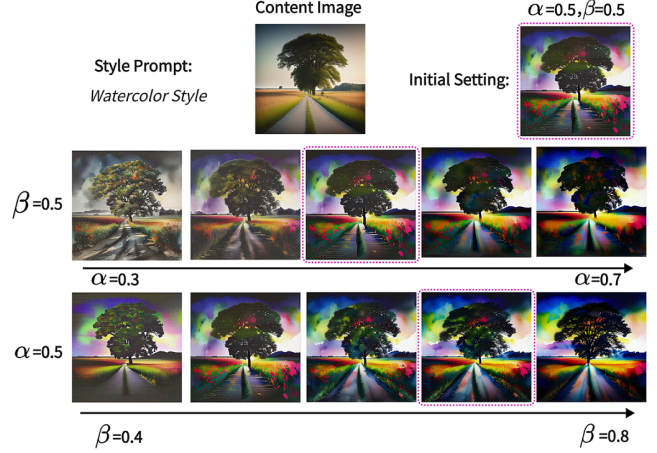 Content Image
α=0.5,β=0.5
Style Prompt:
Watercolor Style
Initial Setting:
β=0.5
α=0.3
α=0.7
α=0.5
β=0.4
β=0.8